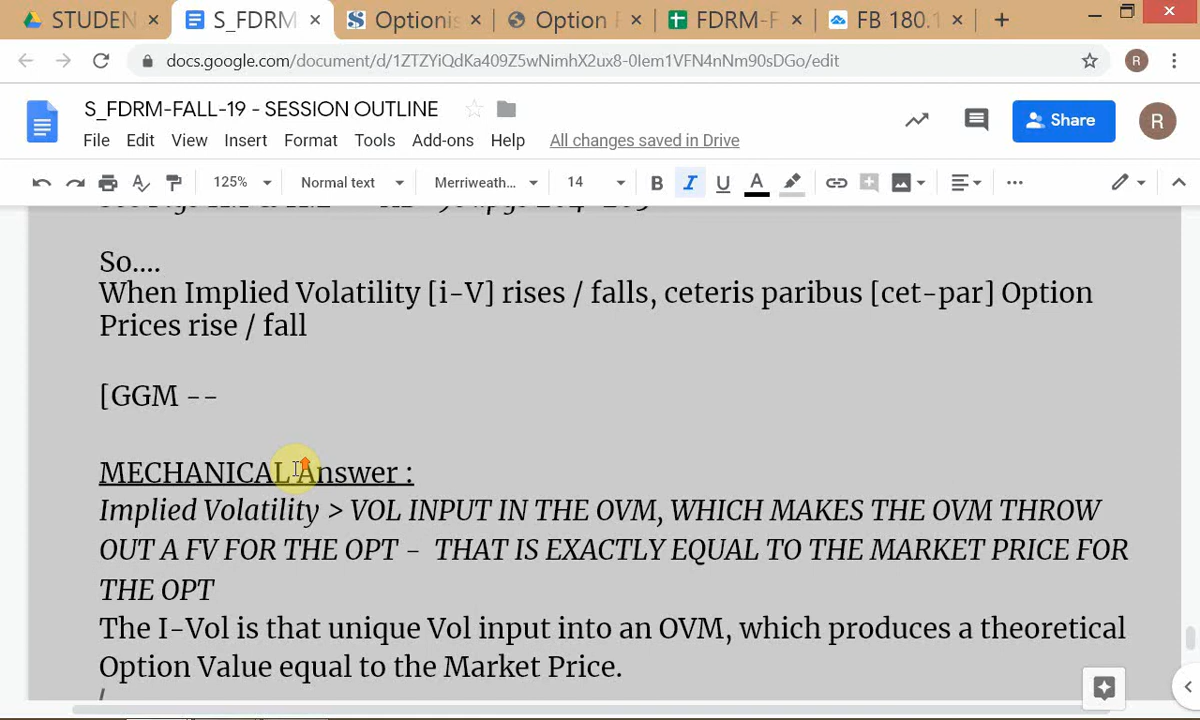 STUDEN
S_FDRM
Optionis
Option
FDRM-F
FB 180.1
docs.google.com/document/d/1ZTZYiQdKa409Z5wNimhX2ux8-0lem1VFN4nNm90sDGo/edit
R
S_FDRM-FALL-19 - SESSION OUTLINE
Share
R
File Edit View Insert Format Tools Add-ons Help All changes saved in Drive
125% Normal text Merriweath... 14 B I U A
So....
When Implied Volatility [i-V] rises / falls, ceteris paribus [cet-par] Option
Prices rise / fall
[GGM --
MECHANICAL Answer :
Implied Volatility > VOL INPUT IN THE OVM, WHICH MAKES THE OVM THROW
OUT A FV FOR THE OPT - THAT IS EXACTLY EQUAL TO THE MARKET PRICE FOR
THE OPT
The I-Vol is that unique Vol input into an OVM, which produces a theoretical
Option Value equal to the Market Price.